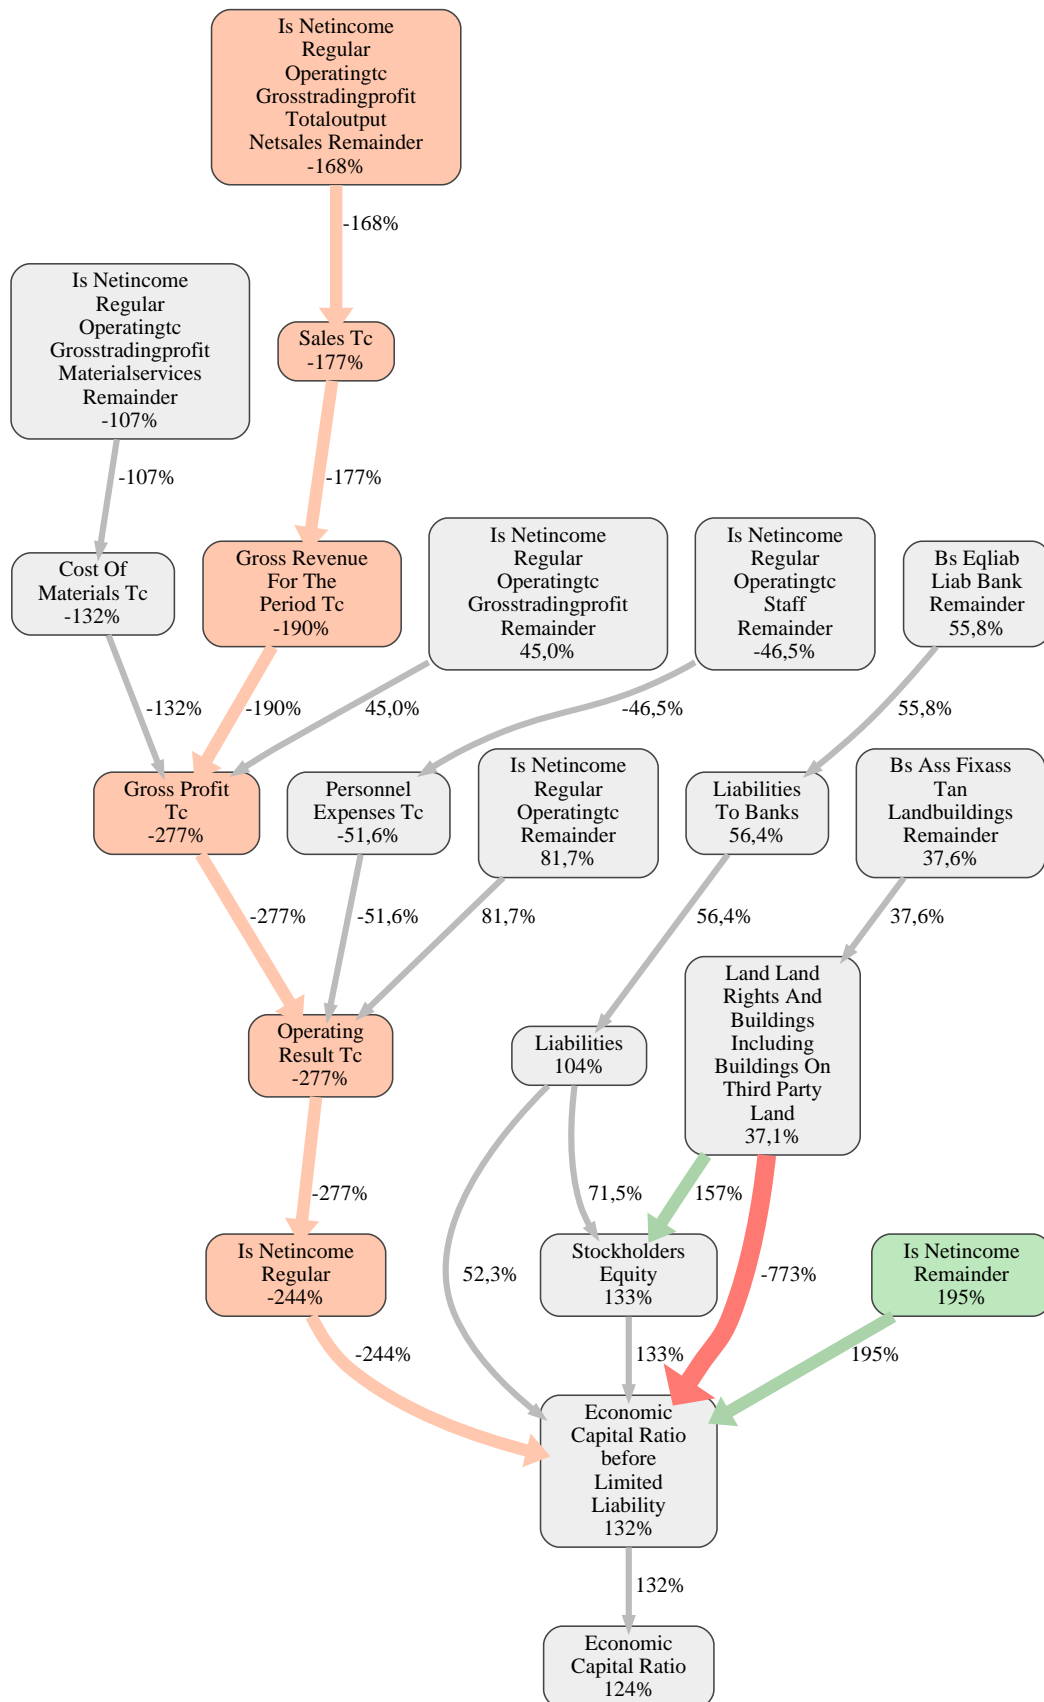 Is Netincome
Regular
Operatingtc
Grosstradingprofit
Totaloutput
Netsales Remainder
-168%
-168%
Is Netincome
Regular
Operatingtc
Grosstradingprofit
Materialservices
Remainder
-107%
Sales Tc
-177%
-107%
-177%
Cost Of
Materials Tc
-132%
Gross Revenue
For The
Period Tc
-190%
Is Netincome
Regular
Operatingtc
Grosstradingprofit
Remainder
45,0%
Is Netincome
Regular
Operatingtc
Staff
Remainder
-46,5%
Bs Eqliab
Liab Bank
Remainder
55,8%
-132%
-190%
45,0%
-46,5%
55,8%
Gross Profit
Tc
-277%
Personnel
Expenses Tc
-51,6%
Is Netincome
Regular
Operatingtc
Remainder
81,7%
Liabilities
To Banks
56,4%
Bs Ass Fixass
Tan
Landbuildings
Remainder
37,6%
-277%
-51,6%
81,7%
56,4%
37,6%
Operating
Result Tc
-277%
Liabilities
104%
Land Land
Rights And
Buildings
Including
Buildings On
Third Party
Land
37,1%
-277%
71,5%
157%
Is Netincome
Regular
-244%
52,3%
Stockholders
Equity
133%
-773%
Is Netincome
Remainder
195%
-244%
133%
195%
Economic
Capital Ratio
before
Limited
Liability
132%
132%
Economic
Capital Ratio
124%